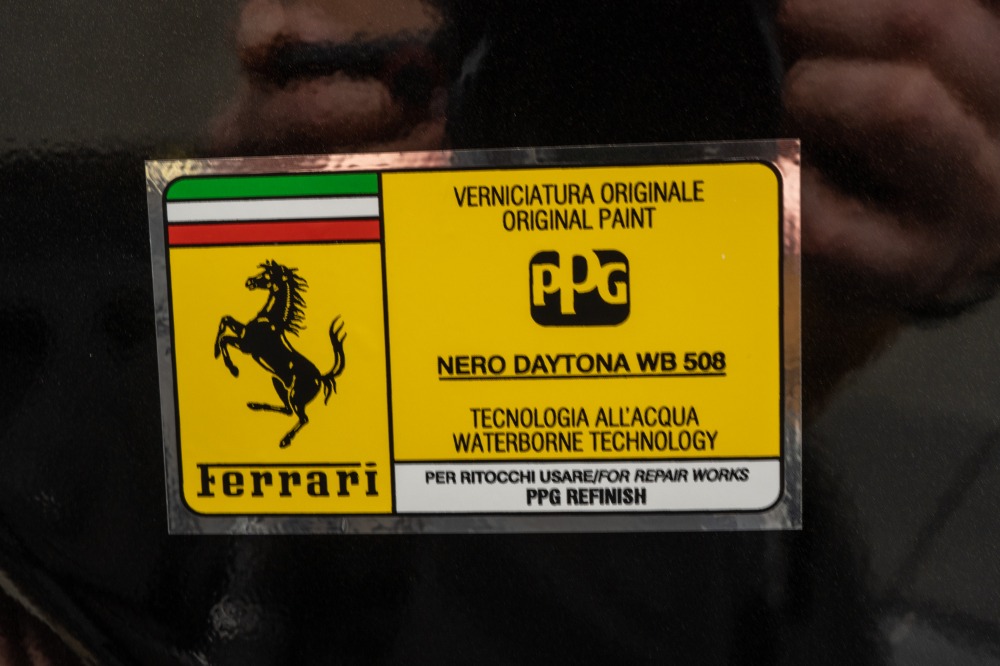 VERNICIATURA ORIGINALE
ORIGINAL PAINT
PPG
NERO DAYTONA WB 508
TECNOLOGIA ALL'ACQUA
WATERBORNE TECHNOLOGY
PER RITOCCHI USARE/FOR REPAIR WORKS
PPG REFINISH
Ferrari